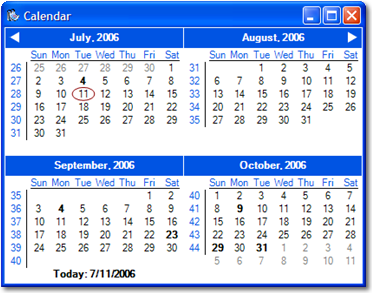 Calendar
July, 2006 August, 2006
Sun Mon Tue Wed Thu Fri Sat Sun Mon Tue Wed Thu Fri Sat
26 25 26 27 28 29 30 1 31 1 2 3 4 5
27 2 3 4 5 6 7 8 32 6 7 8 9 10 11 12
28 9 10 11 12 13 14 15 33 13 14 15 16 17 18 19
29 16 17 18 19 20 21 22 34 20 21 22 23 24 25 26
30 23 24 25 26 27 28 29 35 27 28 29 30 31
31 30 31
September, 2006 October, 2006
Sun Mon Tue Wed Thu Fri Sat Sun Mon Tue Wed Thu Fri Sat
35 1 2 40 1 2 3 4 5 6 7
36 3 4 5 6 7 8 9 41 8 9 10 11 12 13 14
37 10 11 12 13 14 15 16 42 15 16 17 18 19 20 21
38 17 18 19 20 21 22 23 43 22 23 24 25 26 27 28
39 24 25 26 27 28 29 30 44 29 30 31 1 2 3 4
40 5 6 7 8 9 10 11
Today: 7/11/2006